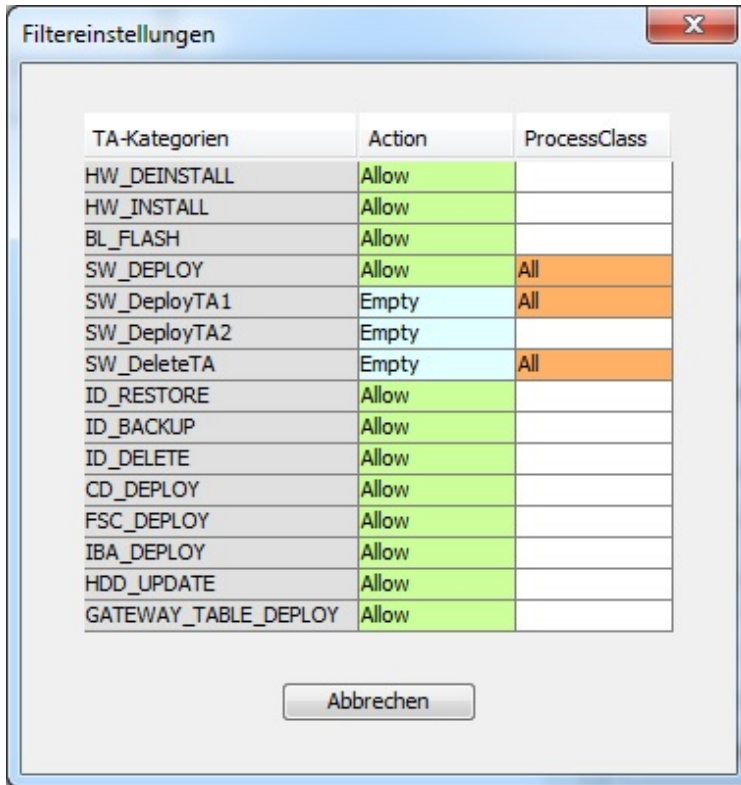 Filtereinstellungen
TA-Kategorien Action ProcessClass
HW_DEINSTALL Allow
HW_INSTALL Allow
BL_FLASH Allow
SW_DEPLOY Allow All
SW_DeployTA1 Empty All
SW_DeployTA2 Empty
SW_DeleteTA Empty All
ID_RESTORE Allow
ID_BACKUP Allow
ID_DELETE Allow
CD_DEPLOY Allow
FSC_DEPLOY Allow
IBA_DEPLOY Allow
HDD_UPDATE Allow
GATEWAY_TABLE_DEPLOY Allow
Abbrechen